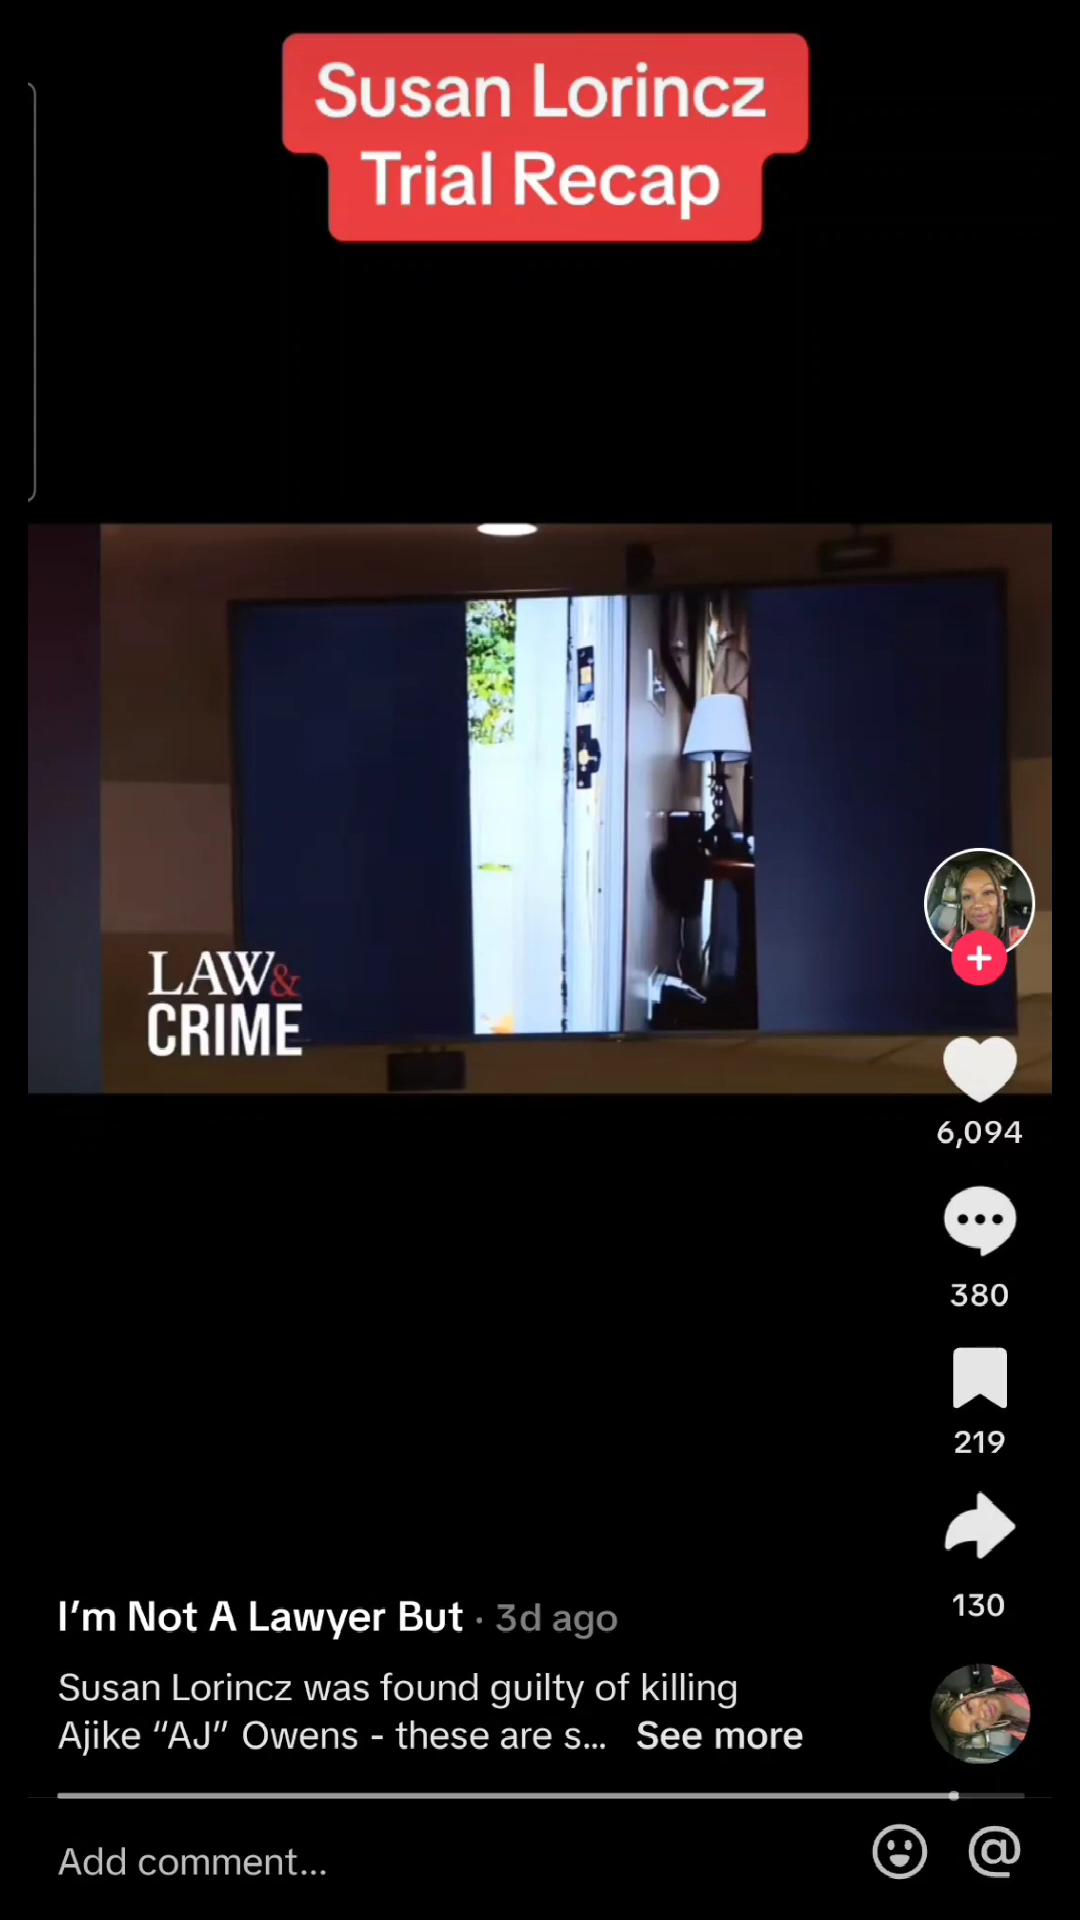 Susan Lorincz
Trial Recap
LAW&
CRIME
6,094
380
219
130
I’m Not A Lawyer But · 3d ago
Susan Lorincz was found guilty of killing
Ajike “AJ” Owens - these are s... See more
Add comment...